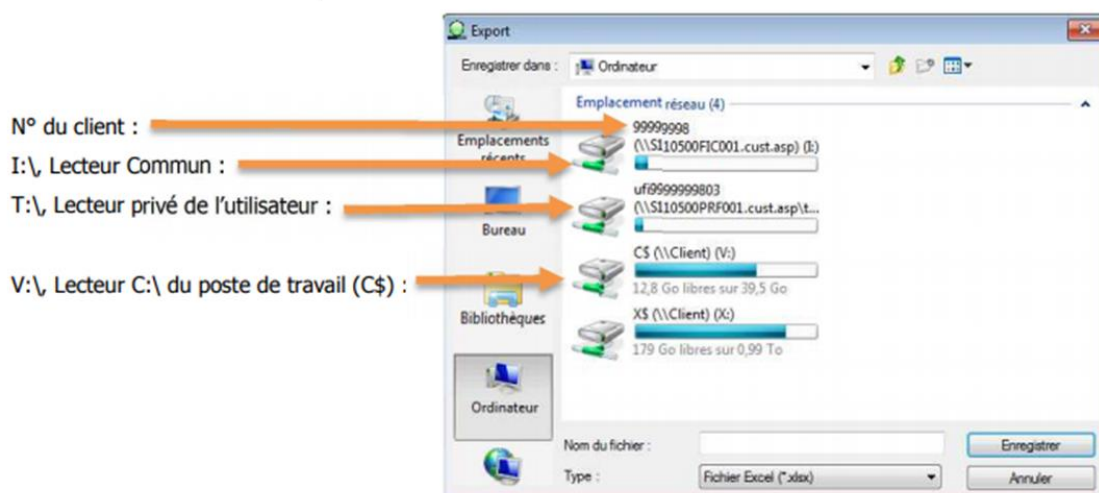 Export
Enregistrer dans :
Ordinateur
N° du client :
I:\, Lecteur Commun :
T:\, Lecteur privé de l'utilisateur :
V:\, Lecteur C:\ du poste de travail (C$) :
Emplacements
récents
Bureau
Bibliothèques
Ordinateur
Emplacement réseau (4)
99999998
(\\S110500FIC001.cust.asp) (I:)
ufi9999999803
(\\S110500PRF001.cust.asp\t...
C$ (\\Client) (V:)
12,8 Go libres sur 39,5 Go
X$ (\\Client) (X:)
179 Go libres sur 0,99 To
Nom du fichier :
Enregistrer
Type :
Fichier Excel (*.xlsx)
Annuler